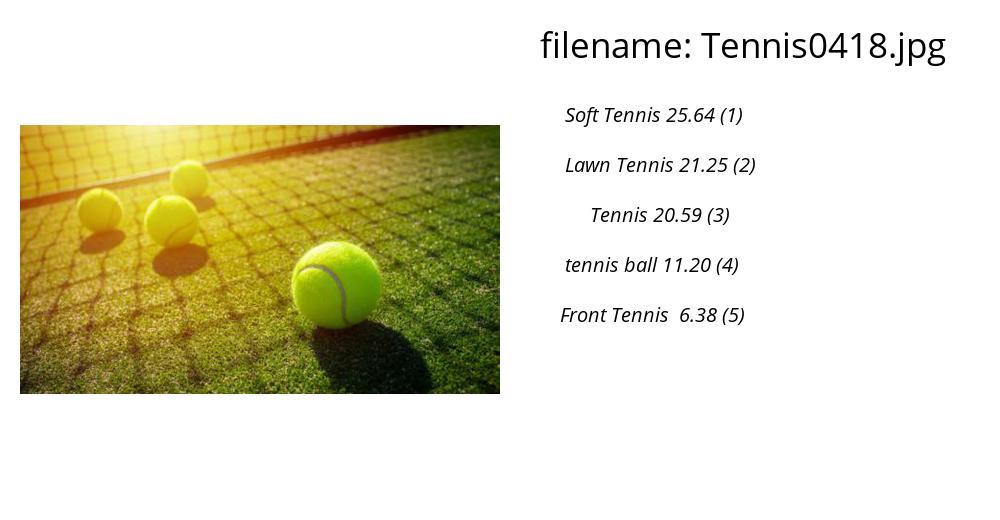 filename: Tennis0418.jpg
Soft Tennis 25.64 (1)
Lawn Tennis 21.25 (2)
Tennis 20.59 (3)
tennis ball 11.20 (4)
Front Tennis  6.38 (5)